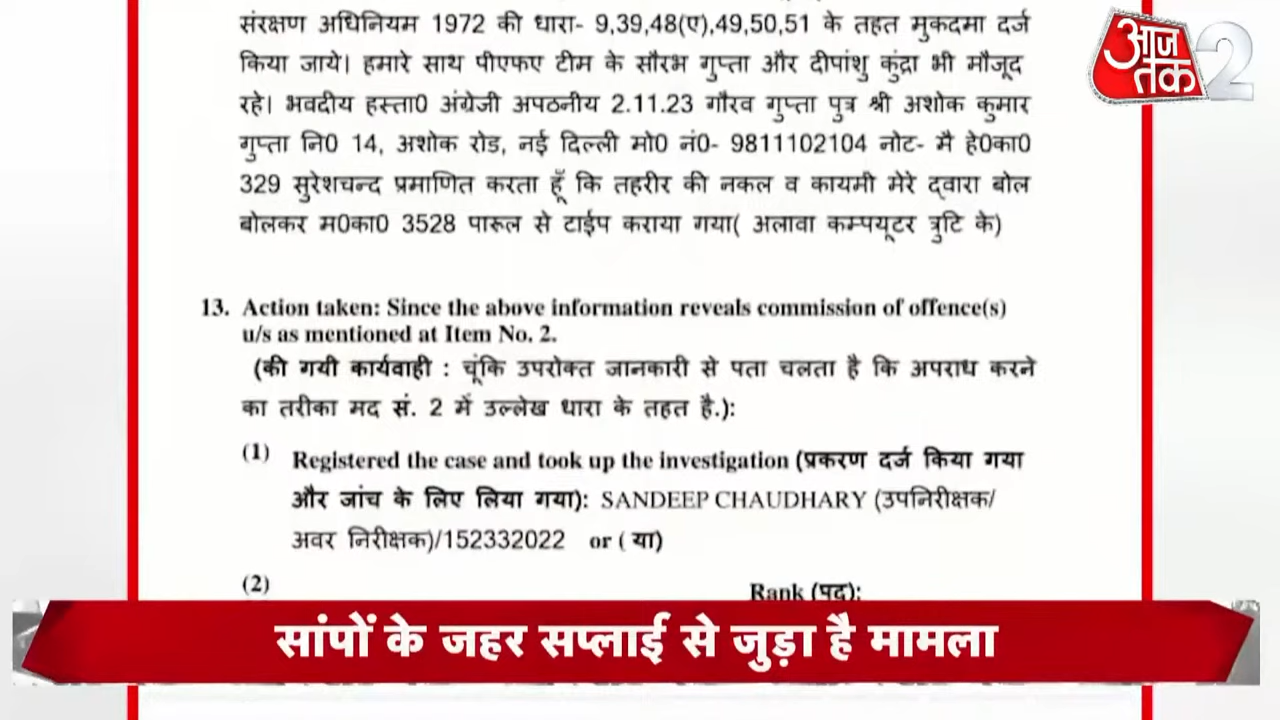 आज तक 2
संरक्षण अधिनियम 1972 की धारा- 9,39,48(ए),49,50,51 के तहत मुकदमा दर्ज
किया जाये। हमारे साथ पीएफए टीम के सौरभ गुप्ता और दीपांशु कुंद्रा भी मौजूद
रहे। भवदीय हस्ता0 अंग्रेजी अपठनीय 2.11.23 गौरव गुप्ता पुत्र श्री अशोक कुमार
गुप्ता नि0 14, अशोक रोड, नई दिल्ली मो0 नं0- 9811102104 नोट- मै हे0का0
329 सुरेशचन्द प्रमाणित करता हूँ कि तहरीर की नकल व कायमी मेरे द्वारा बोल
बोलकर म0का0 3528 पारूल से टाईप कराया गया( अलावा कम्पयूटर त्रुटि के)
13. Action taken: Since the above information reveals commission of offence(s)
u/s as mentioned at Item No. 2.
(की गयी कार्यवाही : चूंकि उपरोक्त जानकारी से पता चलता है कि अपराध करने
का तरीका मद सं. 2 में उल्लेख धारा के तहत है.):
(1) Registered the case and took up the investigation (प्रकरण दर्ज किया गया
और जांच के लिए लिया गया): SANDEEP CHAUDHARY (उपनिरीक्षक/
अवर निरीक्षक)/152332022 or ( या)
(2) Rank (पद):
सांपों के जहर सप्लाई से जुड़ा है मामला